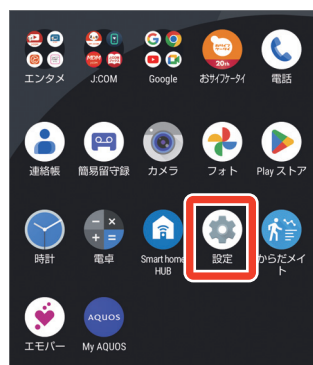 エンタメ
J:COM
Google
20th
おサイフケータイ
電話
連絡帳
簡易留守録
カメラ
フォト
Play ストア
時計
電卓
Smart home
HUB
設定
からだメイ
ト
AQUOS
エモパー
My AQUOS